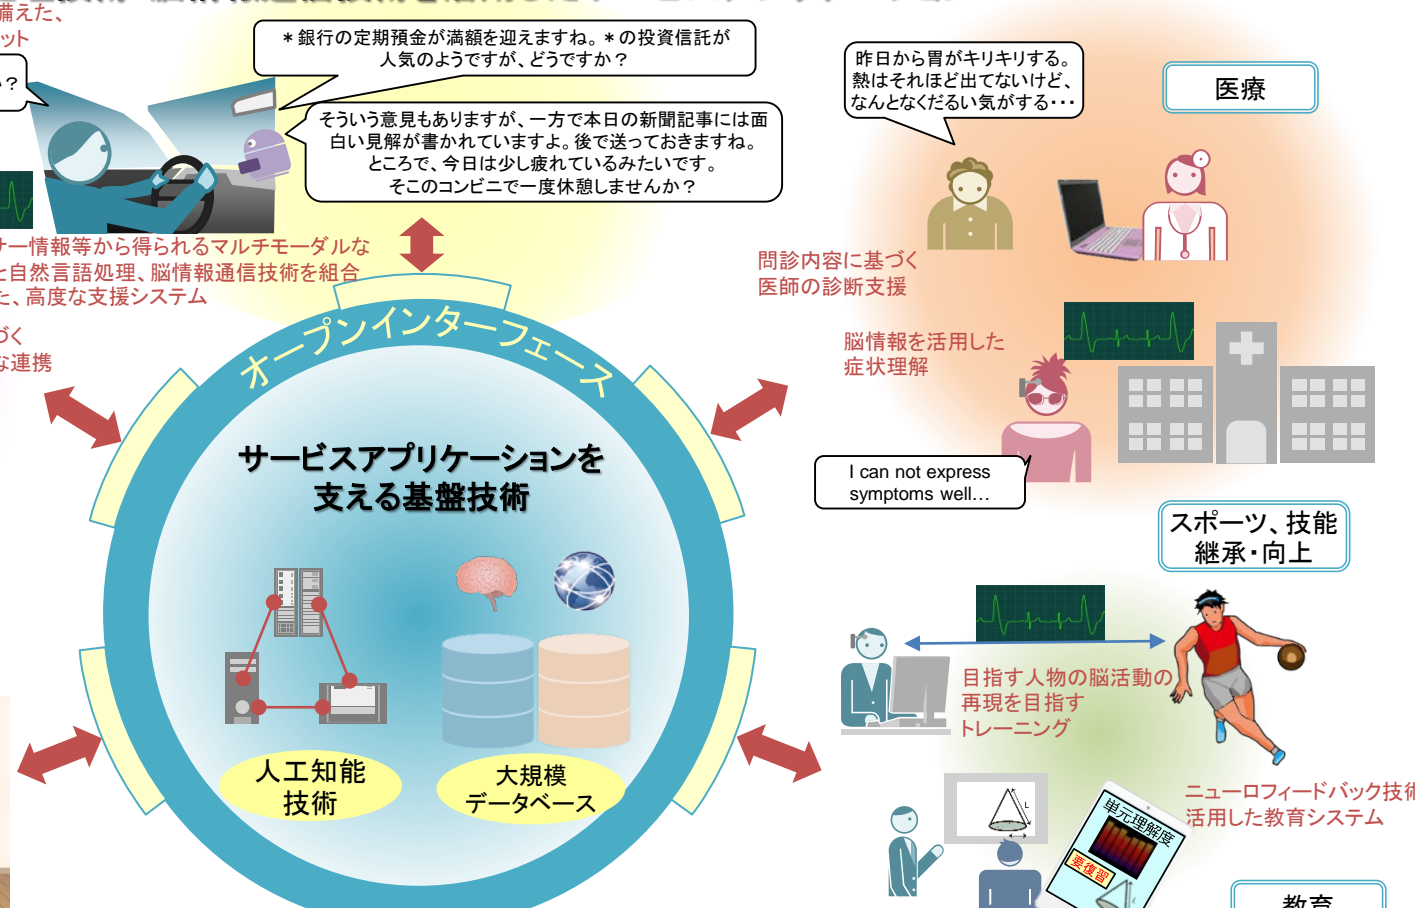 備えた、
ット
？
＊銀行の定期預金が満額を迎えますね。＊の投資信託が
人気のようですが、どうですか？
そういう意見もありますが、一方で本日の新聞記事には面
白い見解が書かれていますよ。後で送っておきますね。
ところで、今日は少し疲れているみたいです。
そこのコンビニで一度休憩しませんか？
サー情報等から得られるマルチモーダルな
と自然言語処理、脳情報通信技術を組合
た、高度な支援システム
づく
な連携
オープンインターフェース
サービスアプリケーションを
支える基盤技術
人工知能
技術
大規模
データベース
昨日から胃がキリキリする。
熱はそれほど出てないけど、
なんとなくだるい気がする・・・
医療
問診内容に基づく
医師の診断支援
脳情報を活用した
症状理解
I can not express
symptoms well…
スポーツ、技能
継承・向上
目指す人物の脳活動の
再現を目指す
トレーニング
ニューロフィードバック技術
活用した教育システム
L
単元理解度
要復習
教育